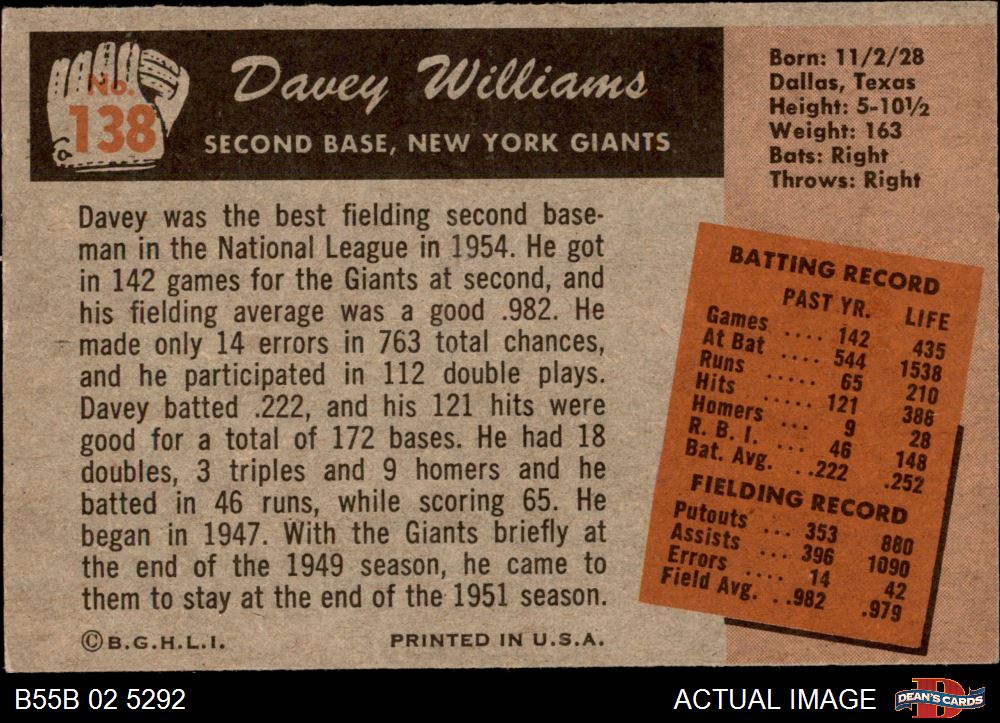 No.
138
Davey Williams
SECOND BASE, NEW YORK GIANTS
Born: 11/2/28
Dallas, Texas
Height: 5-10½
Weight: 163
Bats: Right
Throws: Right
Davey was the best fielding second base-
man in the National League in 1954. He got
in 142 games for the Giants at second, and
his fielding average was a good .982. He
made only 14 errors in 763 total chances,
and he participated in 112 double plays.
Davey batted .222, and his 121 hits were
good for a total of 172 bases. He had 18
doubles, 3 triples and 9 homers and he
batted in 46 runs, while scoring 65. He
began in 1947. With the Giants briefly at
the end of the 1949 season, he came to
them to stay at the end of the 1951 season.
©B.G.H.L.I. PRINTED IN U.S.A.
BATTING RECORD
PAST YR. LIFE
Games .... 142 435
At Bat .... 544 1538
Runs ..... 65 210
Hits ..... 121 388
Homers ... 9 28
R. B. I. ... 46 148
Bat. Avg. . .222 .252
FIELDING RECORD
Putouts ... 353 880
Assists ... 396 1090
Errors .... 14 42
Field Avg. . .982 .979
B55B 02 5292 ACTUAL IMAGE
DEAN'S CARDS